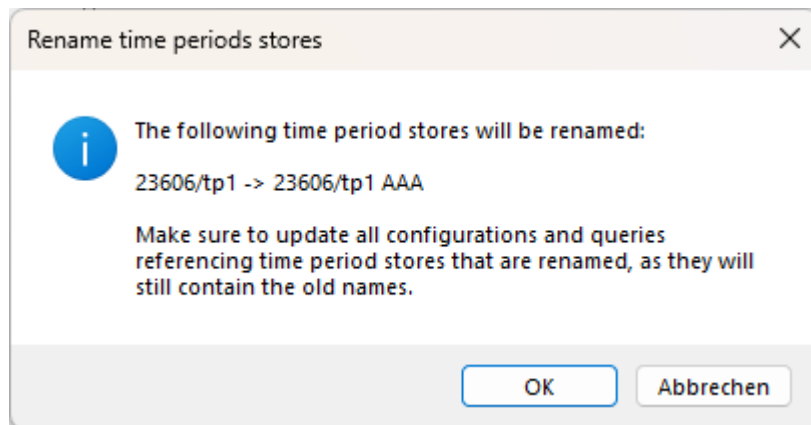 Rename time periods stores
The following time period stores will be renamed:
23606/tp1 -> 23606/tp1 AAA
Make sure to update all configurations and queries
referencing time period stores that are renamed, as they will
still contain the old names.
OK
Abbrechen